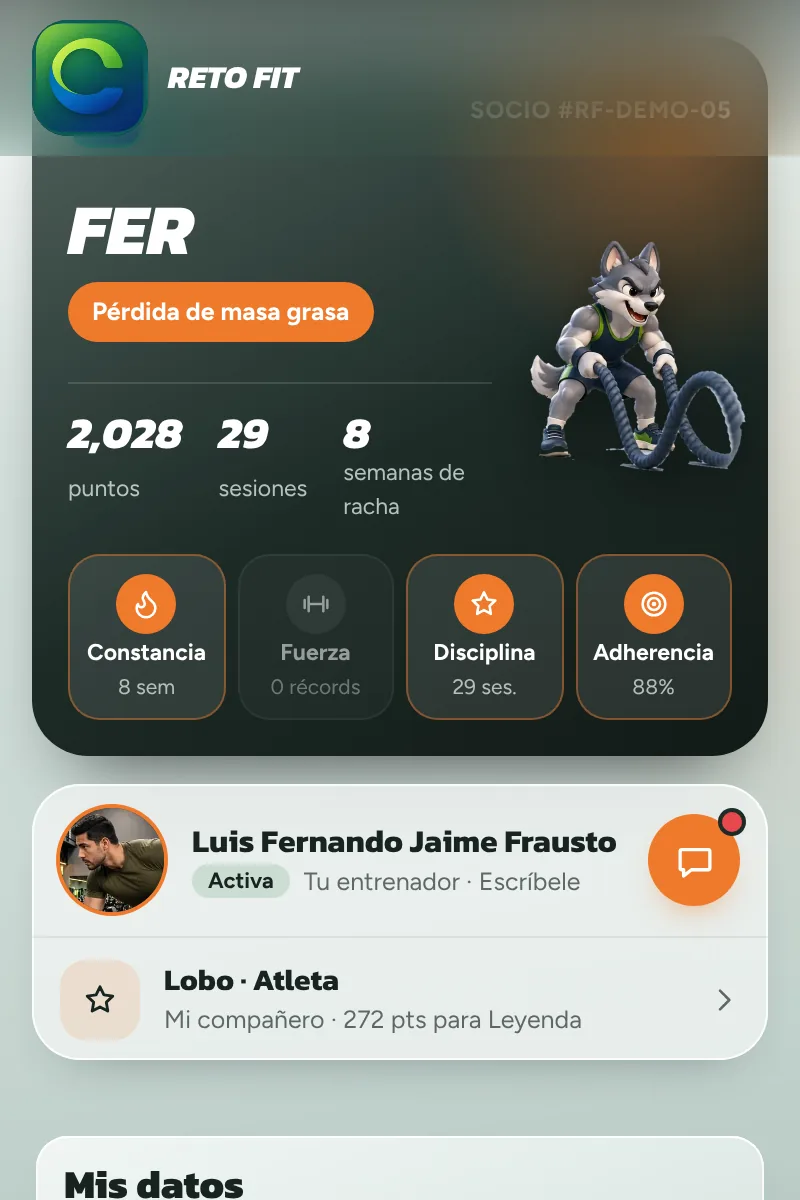 RETO FIT
SOCIO #RF-DEMO-05
FER
Pérdida de masa grasa
2,028 29 8
puntos sesiones semanas de
racha
Constancia Fuerza Disciplina Adherencia
8 sem 0 récords 29 ses. 88%
Luis Fernando Jaime Frausto
Activa Tu entrenador · Escríbele
Lobo · Atleta
Mi compañero · 272 pts para Leyenda
Mis datos